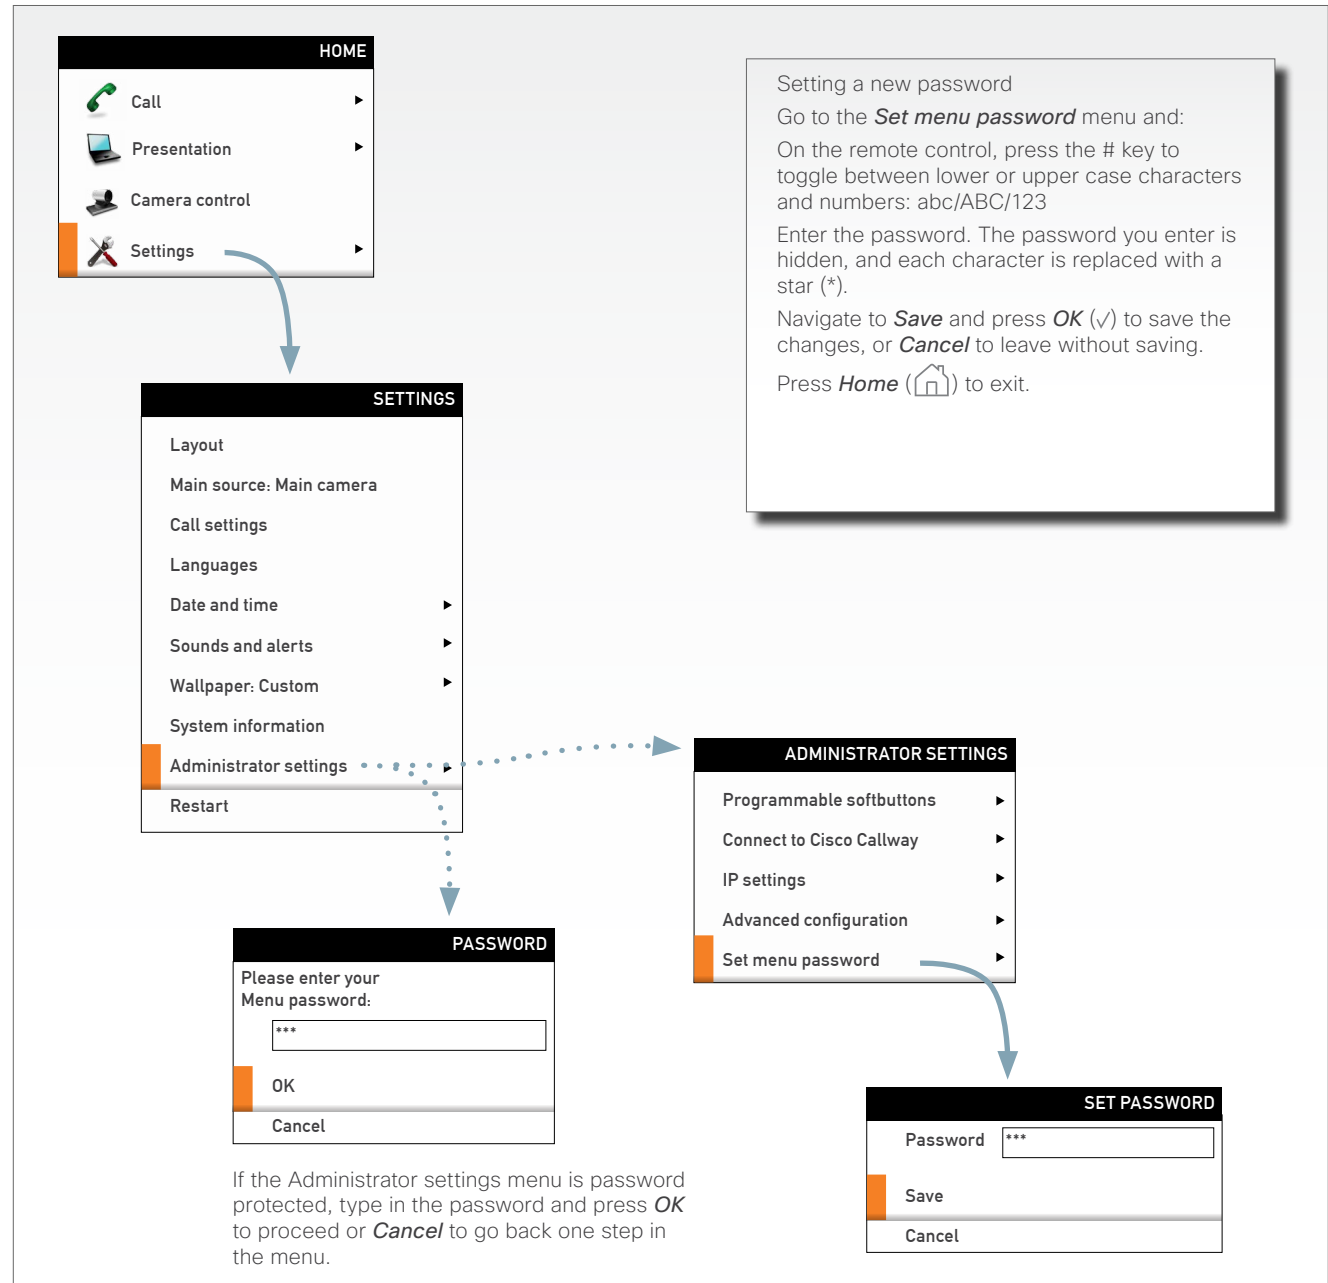 HOME
Call
Presentation
Camera control
Settings
Setting a new password
Go to the Set menu password menu and:
On the remote control, press the # key to
toggle between lower or upper case characters
and numbers: abc/ABC/123
Enter the password. The password you enter is
hidden, and each character is replaced with a
star (*).
Navigate to Save and press OK (✓) to save the
changes, or Cancel to leave without saving.
Press Home () to exit.
SETTINGS
Layout
Main source: Main camera
Call settings
Languages
Date and time
Sounds and alerts
Wallpaper: Custom
System information
Administrator settings
Restart
ADMINISTRATOR SETTINGS
Programmable softbuttons
Connect to Cisco Callway
IP settings
Advanced configuration
Set menu password
PASSWORD
Please enter your
Menu password:
***
OK
Cancel
If the Administrator settings menu is password
protected, type in the password and press OK
to proceed or Cancel to go back one step in
the menu.
SET PASSWORD
Password ***
Save
Cancel